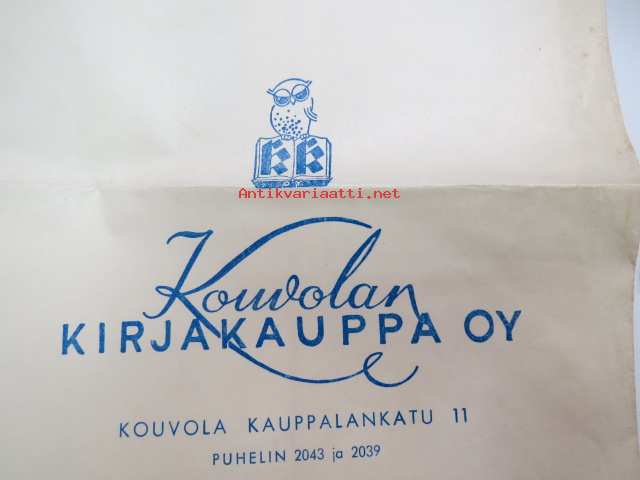 kk
Antikvariaatti.net
Kouvolan
KIRJAKAUPPA OY
KOUVOLA KAUPPALANKATU 11
PUHELIN 2043 ja 2039